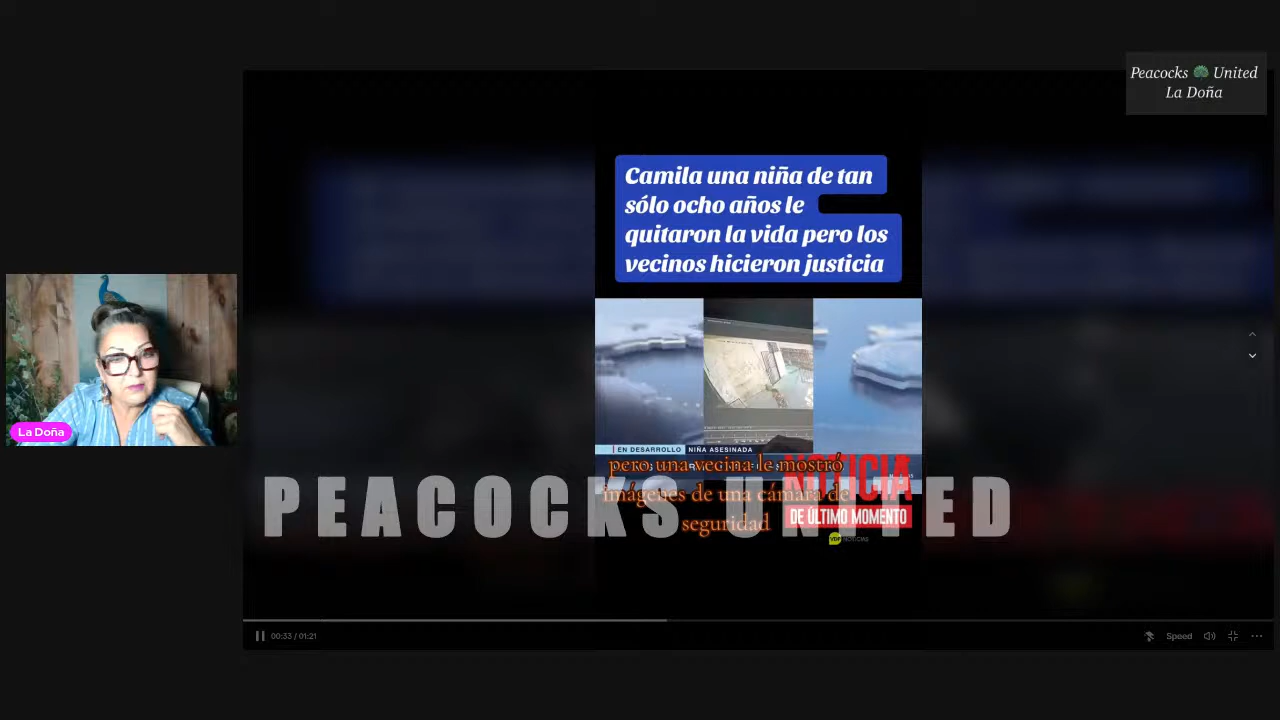 Peacocks United
La Doña
Camila una niña de tan
sólo ocho años le
quitaron la vida pero los
vecinos hicieron justicia
EN DESARROLLO NIÑA ASESINADA
pero una vecina le mostró
imágenes de una cámara de
seguridad
NOTICIA
DE ÚLTIMO MOMENTO
NOTICIAS
PEACOCKS UNITED
La Doña
00:33 / 01:21
Speed